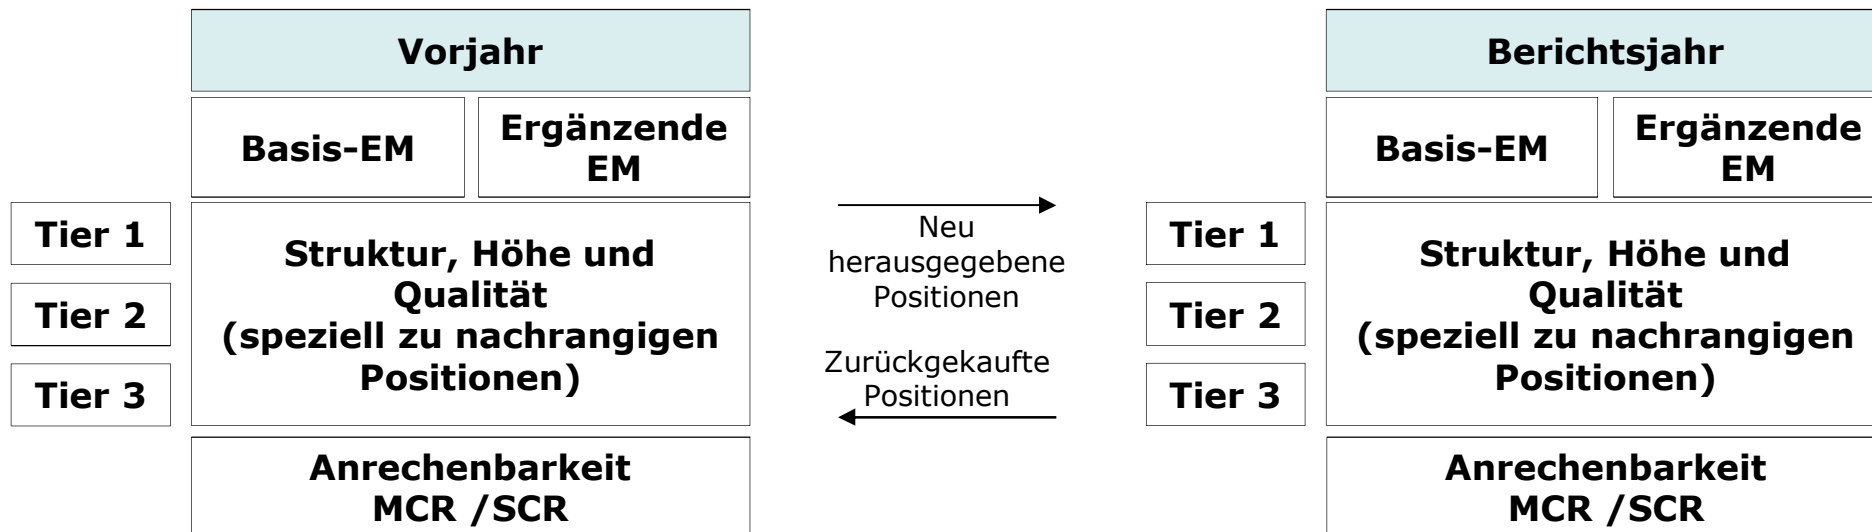 Vorjahr
Basis-EM
Ergänzende
EM
Tier 1
Tier 2
Tier 3
Struktur, Höhe und
Qualität
(speziell zu nachrangigen
Positionen)
Anrechenbarkeit
MCR /SCR
Neu
herausgegebene
Positionen
Zurückgekaufte
Positionen
Berichtsjahr
Basis-EM
Ergänzende
EM
Tier 1
Tier 2
Tier 3
Struktur, Höhe und
Qualität
(speziell zu nachrangigen
Positionen)
Anrechenbarkeit
MCR /SCR